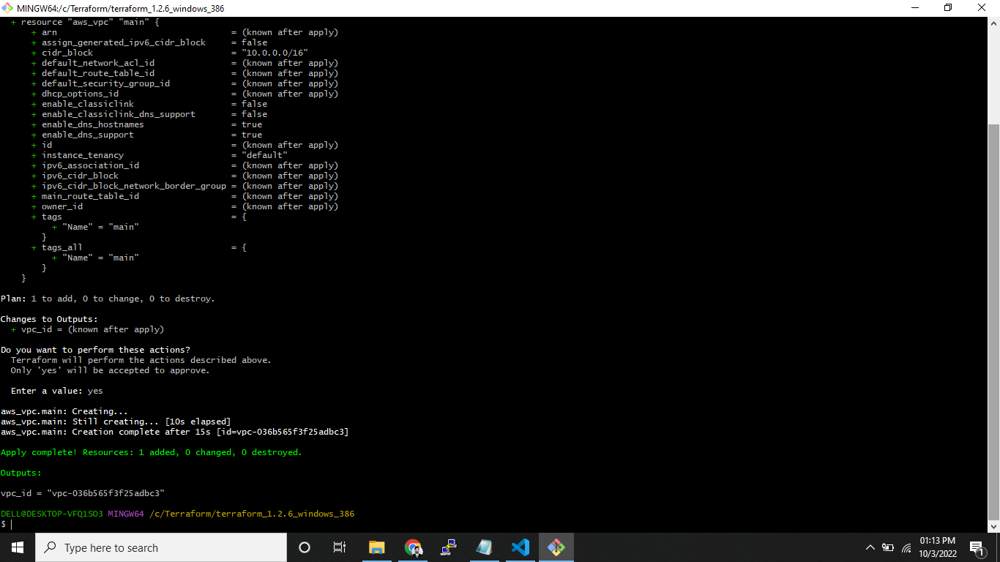 MINGW64:/c/Terraform/terraform_1.2.6_windows_386
+ resource "aws_vpc" "main" {
+ arn = (known after apply)
+ assign_generated_ipv6_cidr_block = false
+ cidr_block = "10.0.0.0/16"
+ default_network_acl_id = (known after apply)
+ default_route_table_id = (known after apply)
+ default_security_group_id = (known after apply)
+ dhcp_options_id = (known after apply)
+ enable_classiclink = false
+ enable_classiclink_dns_support = false
+ enable_dns_hostnames = true
+ enable_dns_support = true
+ id = (known after apply)
+ instance_tenancy = "default"
+ ipv6_association_id = (known after apply)
+ ipv6_cidr_block = (known after apply)
+ ipv6_cidr_block_network_border_group = (known after apply)
+ main_route_table_id = (known after apply)
+ owner_id = (known after apply)
+ tags = {
+ "Name" = "main"
}
+ tags_all = {
+ "Name" = "main"
}
}
Plan: 1 to add, 0 to change, 0 to destroy.
Changes to Outputs:
+ vpc_id = (known after apply)
Do you want to perform these actions?
Terraform will perform the actions described above.
Only 'yes' will be accepted to approve.
Enter a value: yes
aws_vpc.main: Creating...
aws_vpc.main: Still creating... [10s elapsed]
aws_vpc.main: Creation complete after 15s [id=vpc-036b565f3f25adbc3]
Apply complete! Resources: 1 added, 0 changed, 0 destroyed.
Outputs:
vpc_id = "vpc-036b565f3f25adbc3"
DELL@DESKTOP-VFQ1SO3 MINGW64 /c/Terraform/terraform_1.2.6_windows_386
$
Type here to search
01:13 PM
10/3/2022
1